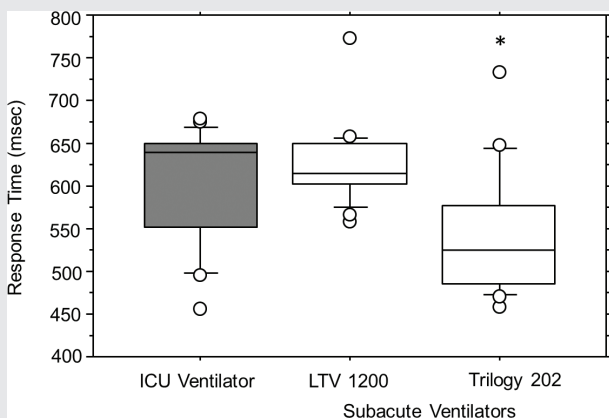 800
750
700
650
600
550
500
450
400
Response Time (msec)
*
ICU Ventilator
LTV 1200
Trilogy 202
Subacute Ventilators